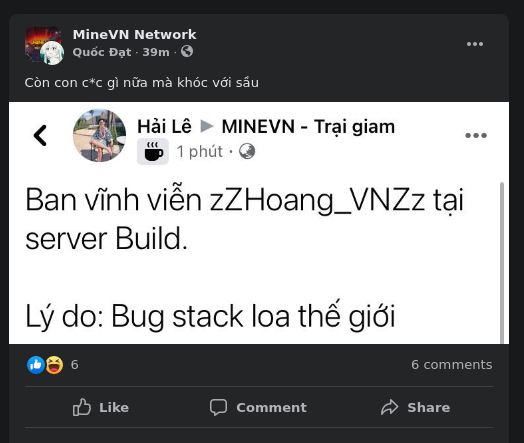 MineVN Network
Quốc Đạt · 39m ·
Còn con c*c gì nữa mà khóc với sầu
Hải Lê ▶ MINEVN - Trại giam
1 phút ·
Ban vĩnh viễn zZHoang_VNZz tại
server Build.
Lý do: Bug stack loa thế giới
6
6 comments
Like
Comment
Share